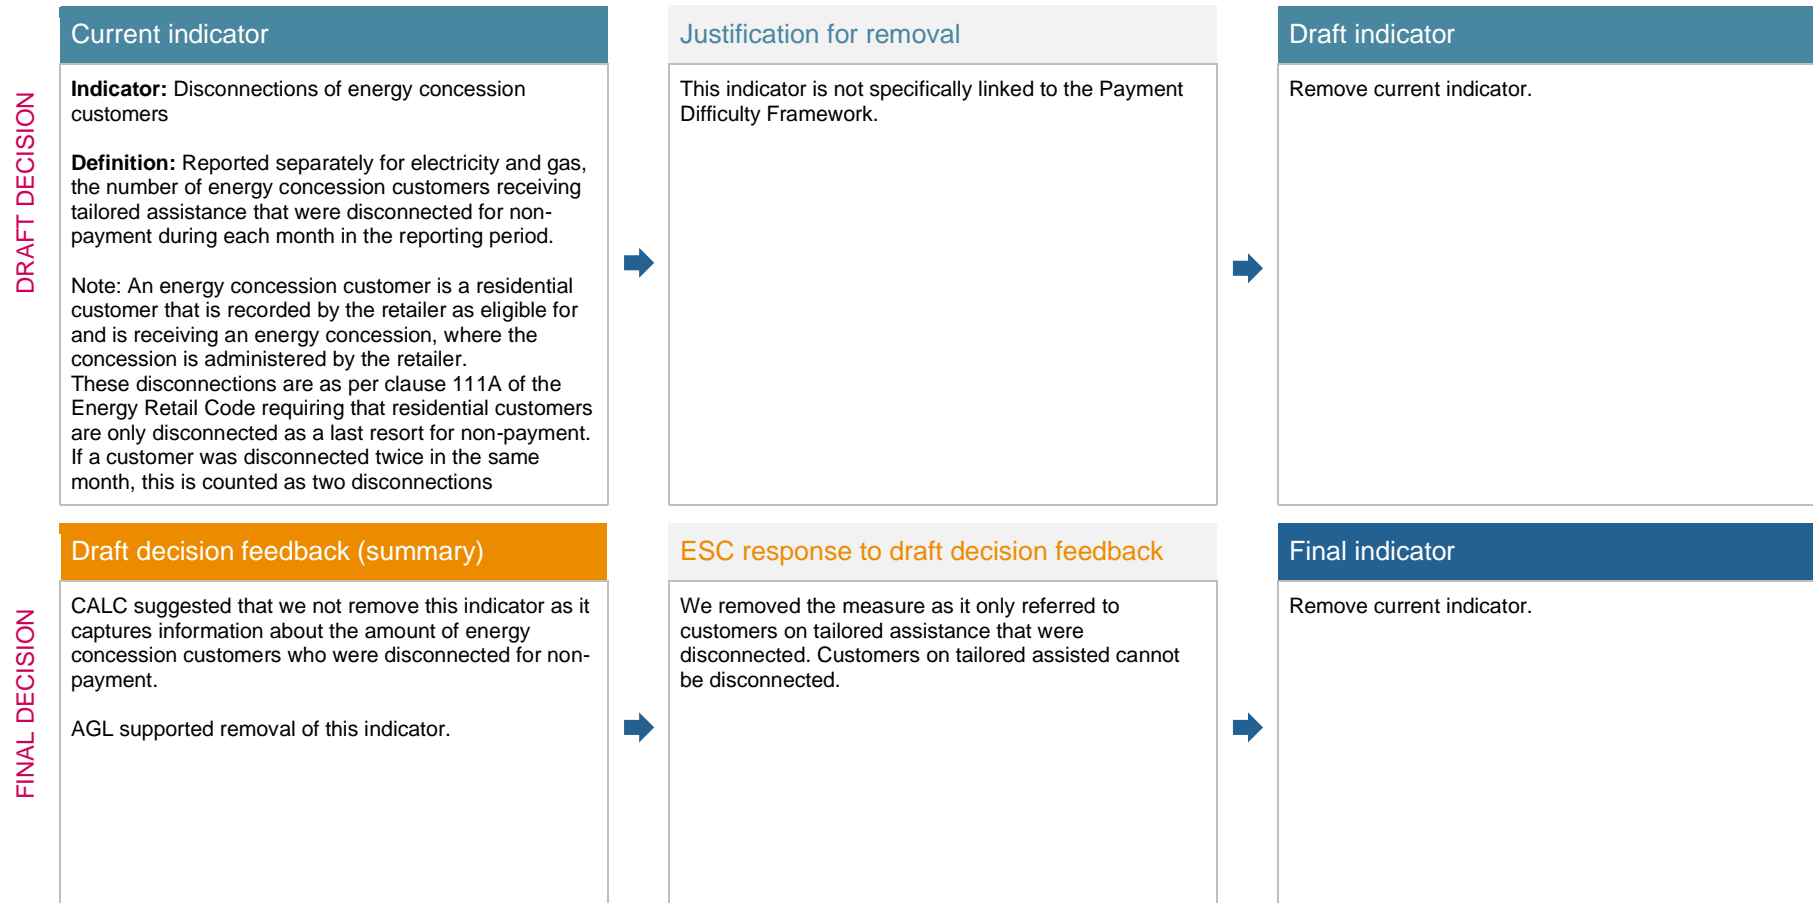 DRAFT DECISION
Current indicator
Indicator: Disconnections of energy concession
customers
Definition: Reported separately for electricity and gas,
the number of energy concession customers receiving
tailored assistance that were disconnected for non-
payment during each month in the reporting period.
Note: An energy concession customer is a residential
customer that is recorded by the retailer as eligible for
and is receiving an energy concession, where the
concession is administered by the retailer.
These disconnections are as per clause 111A of the
Energy Retail Code requiring that residential customers
are only disconnected as a last resort for non-payment.
If a customer was disconnected twice in the same
month, this is counted as two disconnections
Justification for removal
This indicator is not specifically linked to the Payment
Difficulty Framework.
Draft indicator
Remove current indicator.
FINAL DECISION
Draft decision feedback (summary)
CALC suggested that we not remove this indicator as it
captures information about the amount of energy
concession customers who were disconnected for non-
payment.
AGL supported removal of this indicator.
ESC response to draft decision feedback
We removed the measure as it only referred to
customers on tailored assistance that were
disconnected. Customers on tailored assisted cannot
be disconnected.
Final indicator
Remove current indicator.